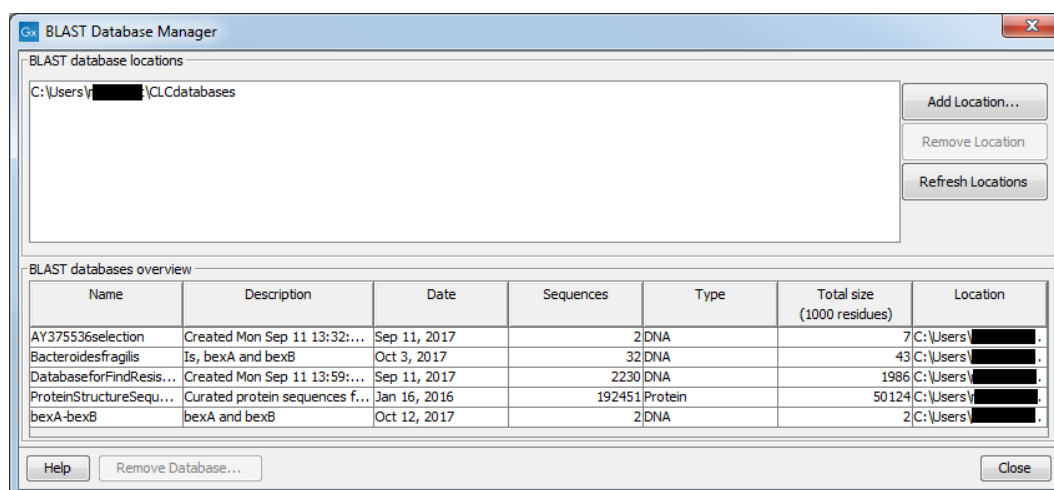 Gx BLAST Database Manager
BLAST database locations
C:\Users\r :\CLCdatabases
Add Location...
Remove Location
Refresh Locations
BLAST databases overview
Name Description Date Sequences Type Total size (1000 residues) Location
AY375536selection Created Mon Sep 11 13:32:... Sep 11, 2017 2 DNA 7 C:\Users\ .
Bacteroidesfragilis Is, bexA and bexB Oct 3, 2017 32 DNA 43 C:\Users\ .
DatabaseforFindResis... Created Mon Sep 11 13:59:... Sep 11, 2017 2230 DNA 1986 C:\Users\ .
ProteinStructureSequ... Curated protein sequences f... Jan 16, 2016 192451 Protein 50124 C:\Users\r .
bexA-bexB bexA and bexB Oct 12, 2017 2 DNA 2 C:\Users\ .
Help Remove Database... Close